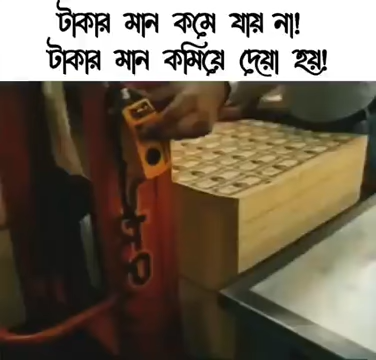 টাকার মান কমে যায় না!
টাকার মান কমিয়ে দেয়া হয়!